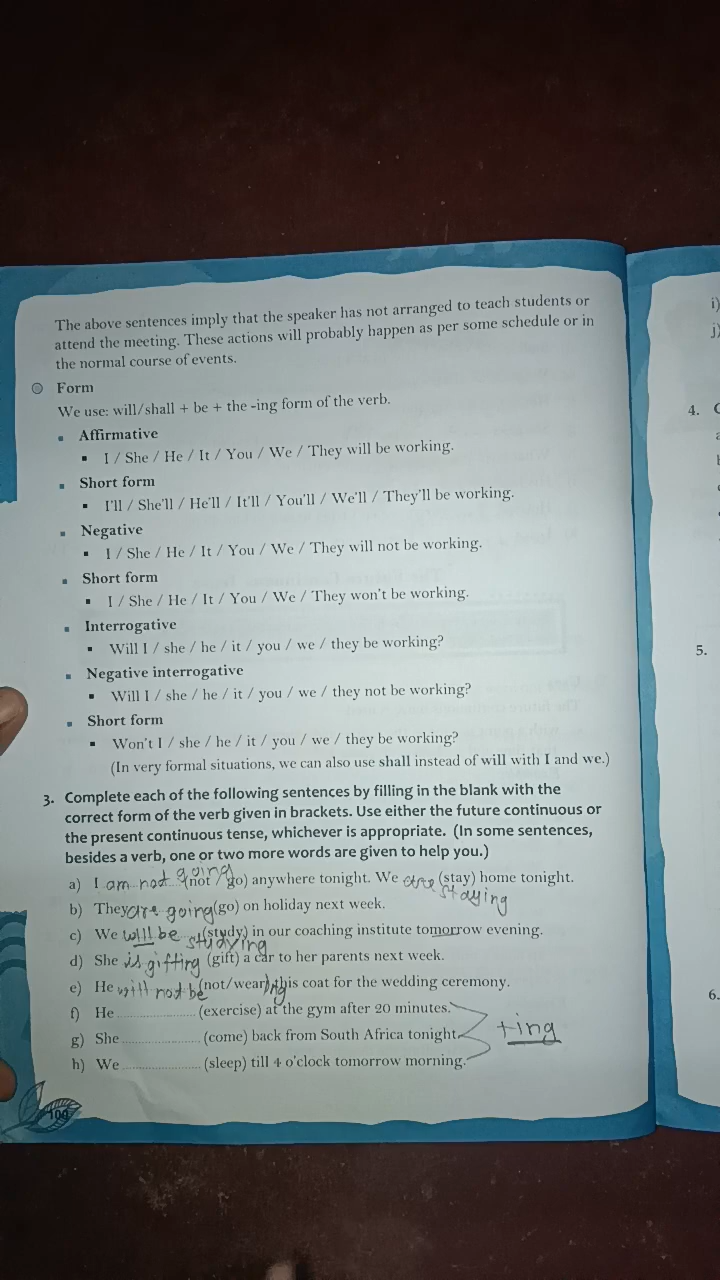 The above sentences imply that the speaker has not arranged to teach students or
attend the meeting. These actions will probably happen as per some schedule or in
the normal course of events.
Form
We use: will/shall + be + the -ing form of the verb.
▪ Affirmative
▪ I / She / He / It / You / We / They will be working.
▪ Short form
▪ I'll / She'll / He'll / It'll / You'll / We'll / They'll be working.
▪ Negative
▪ I / She / He / It / You / We / They will not be working.
▪ Short form
▪ I / She / He / It / You / We / They won't be working.
▪ Interrogative
▪ Will I / she / he / it / you / we / they be working?
▪ Negative interrogative
▪ Will I / she / he / it / you / we / they not be working?
▪ Short form
▪ Won't I / she / he / it / you / we / they be working?
(In very formal situations, we can also use shall instead of will with I and we.)
3. Complete each of the following sentences by filling in the blank with the
correct form of the verb given in brackets. Use either the future continuous or
the present continuous tense, whichever is appropriate. (In some sentences,
besides a verb, one or two more words are given to help you.)
a) I am not going (not / go) anywhere tonight. We are staying (stay) home tonight.
b) They are going (go) on holiday next week.
c) We will be studying (study) in our coaching institute tomorrow evening.
d) She is gifting (gift) a car to her parents next week.
e) He will not be (not/wear) ing this coat for the wedding ceremony.
f) He .................... (exercise) at the gym after 20 minutes.
g) She .................... (come) back from South Africa tonight.
+ing
h) We .................... (sleep) till 4 o'clock tomorrow morning.
104
i)
j)
4.
5.
6.